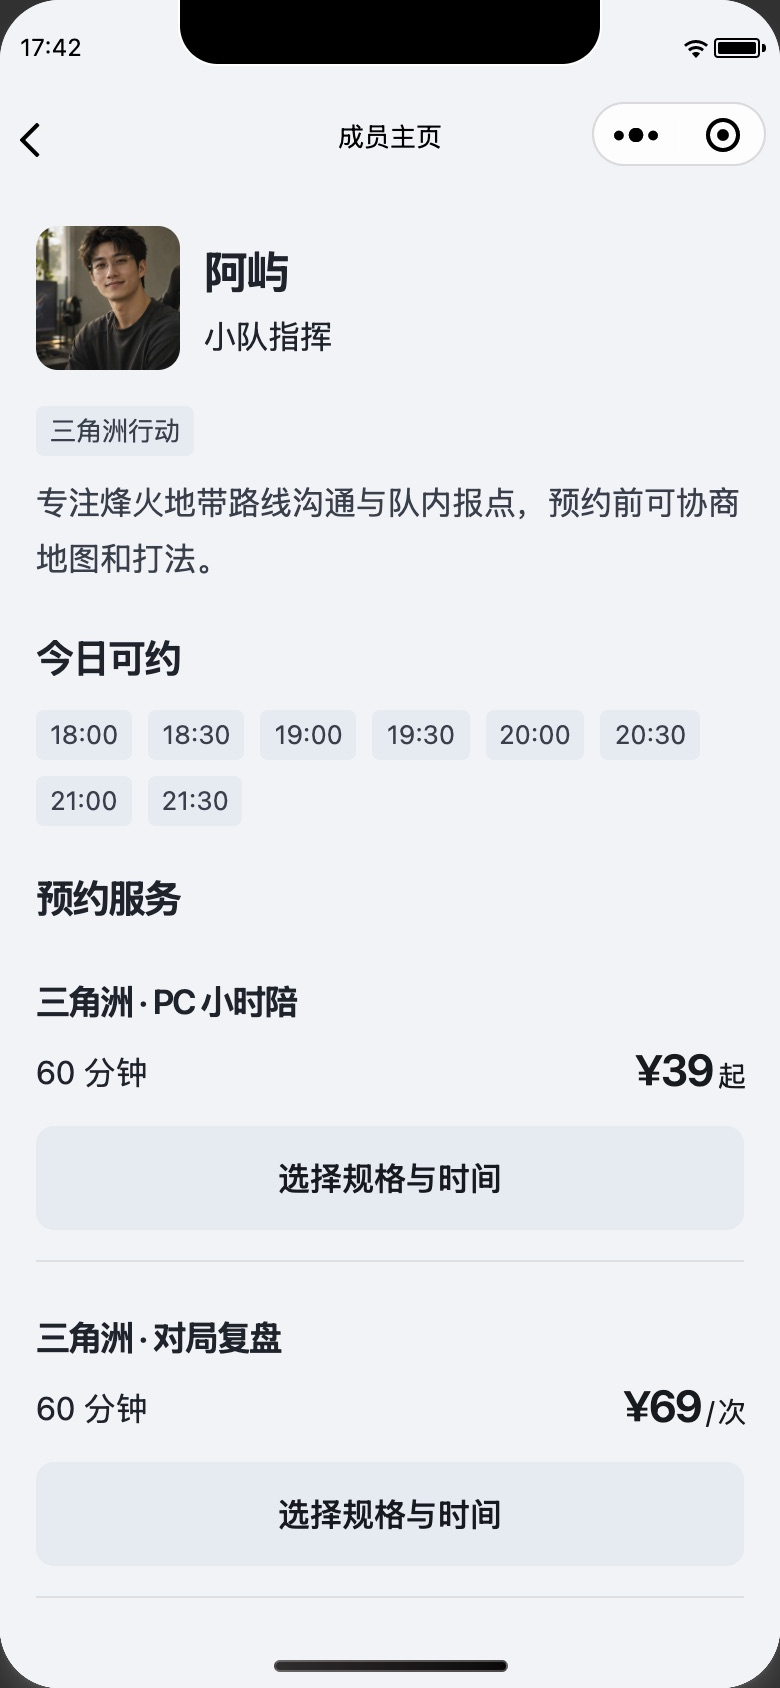 17:42
成员主页
阿屿
小队指挥
三角洲行动
专注烽火地带路线沟通与队内报点，预约前可协商
地图和打法。
今日可约
18:00 18:30 19:00 19:30 20:00 20:30
21:00 21:30
预约服务
三角洲 · PC 小时陪
60 分钟 ¥39 起
选择规格与时间
三角洲 · 对局复盘
60 分钟 ¥69 /次
选择规格与时间